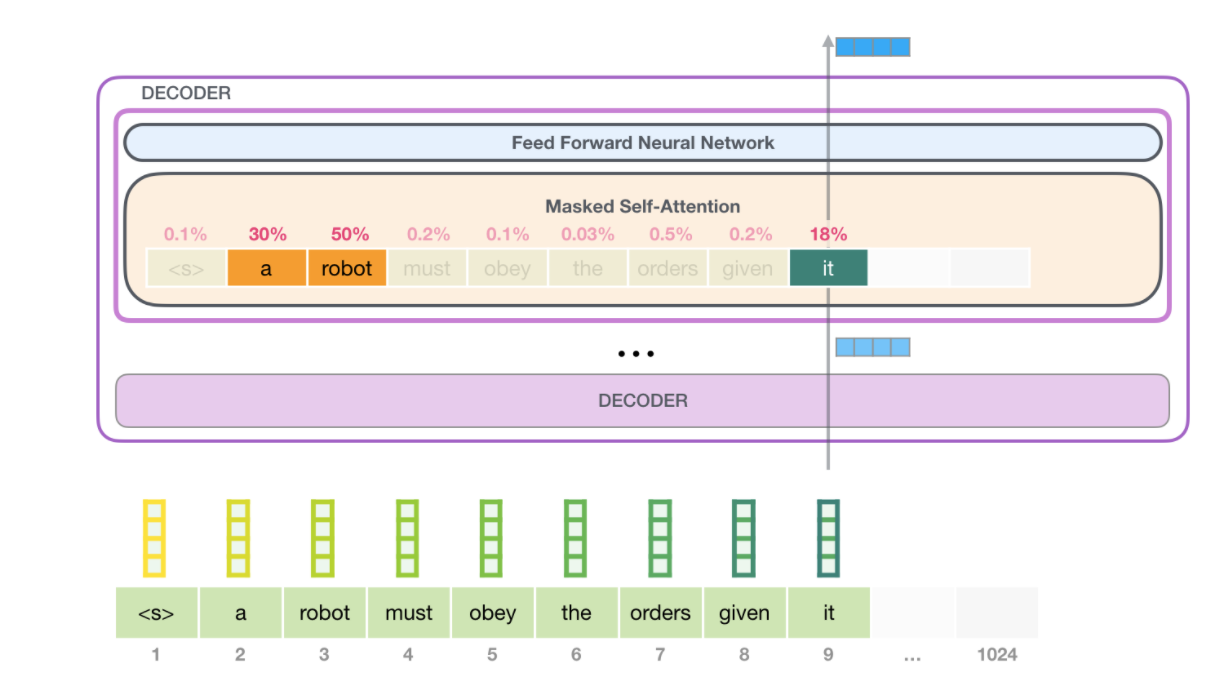 DECODER
Feed Forward Neural Network
Masked Self-Attention
0.1% 30% 50% 0.2% 0.1% 0.03% 0.5% 0.2% 18%
<s> a robot must obey the orders given it
...
DECODER
<s> a robot must obey the orders given it
1 2 3 4 5 6 7 8 9 ... 1024